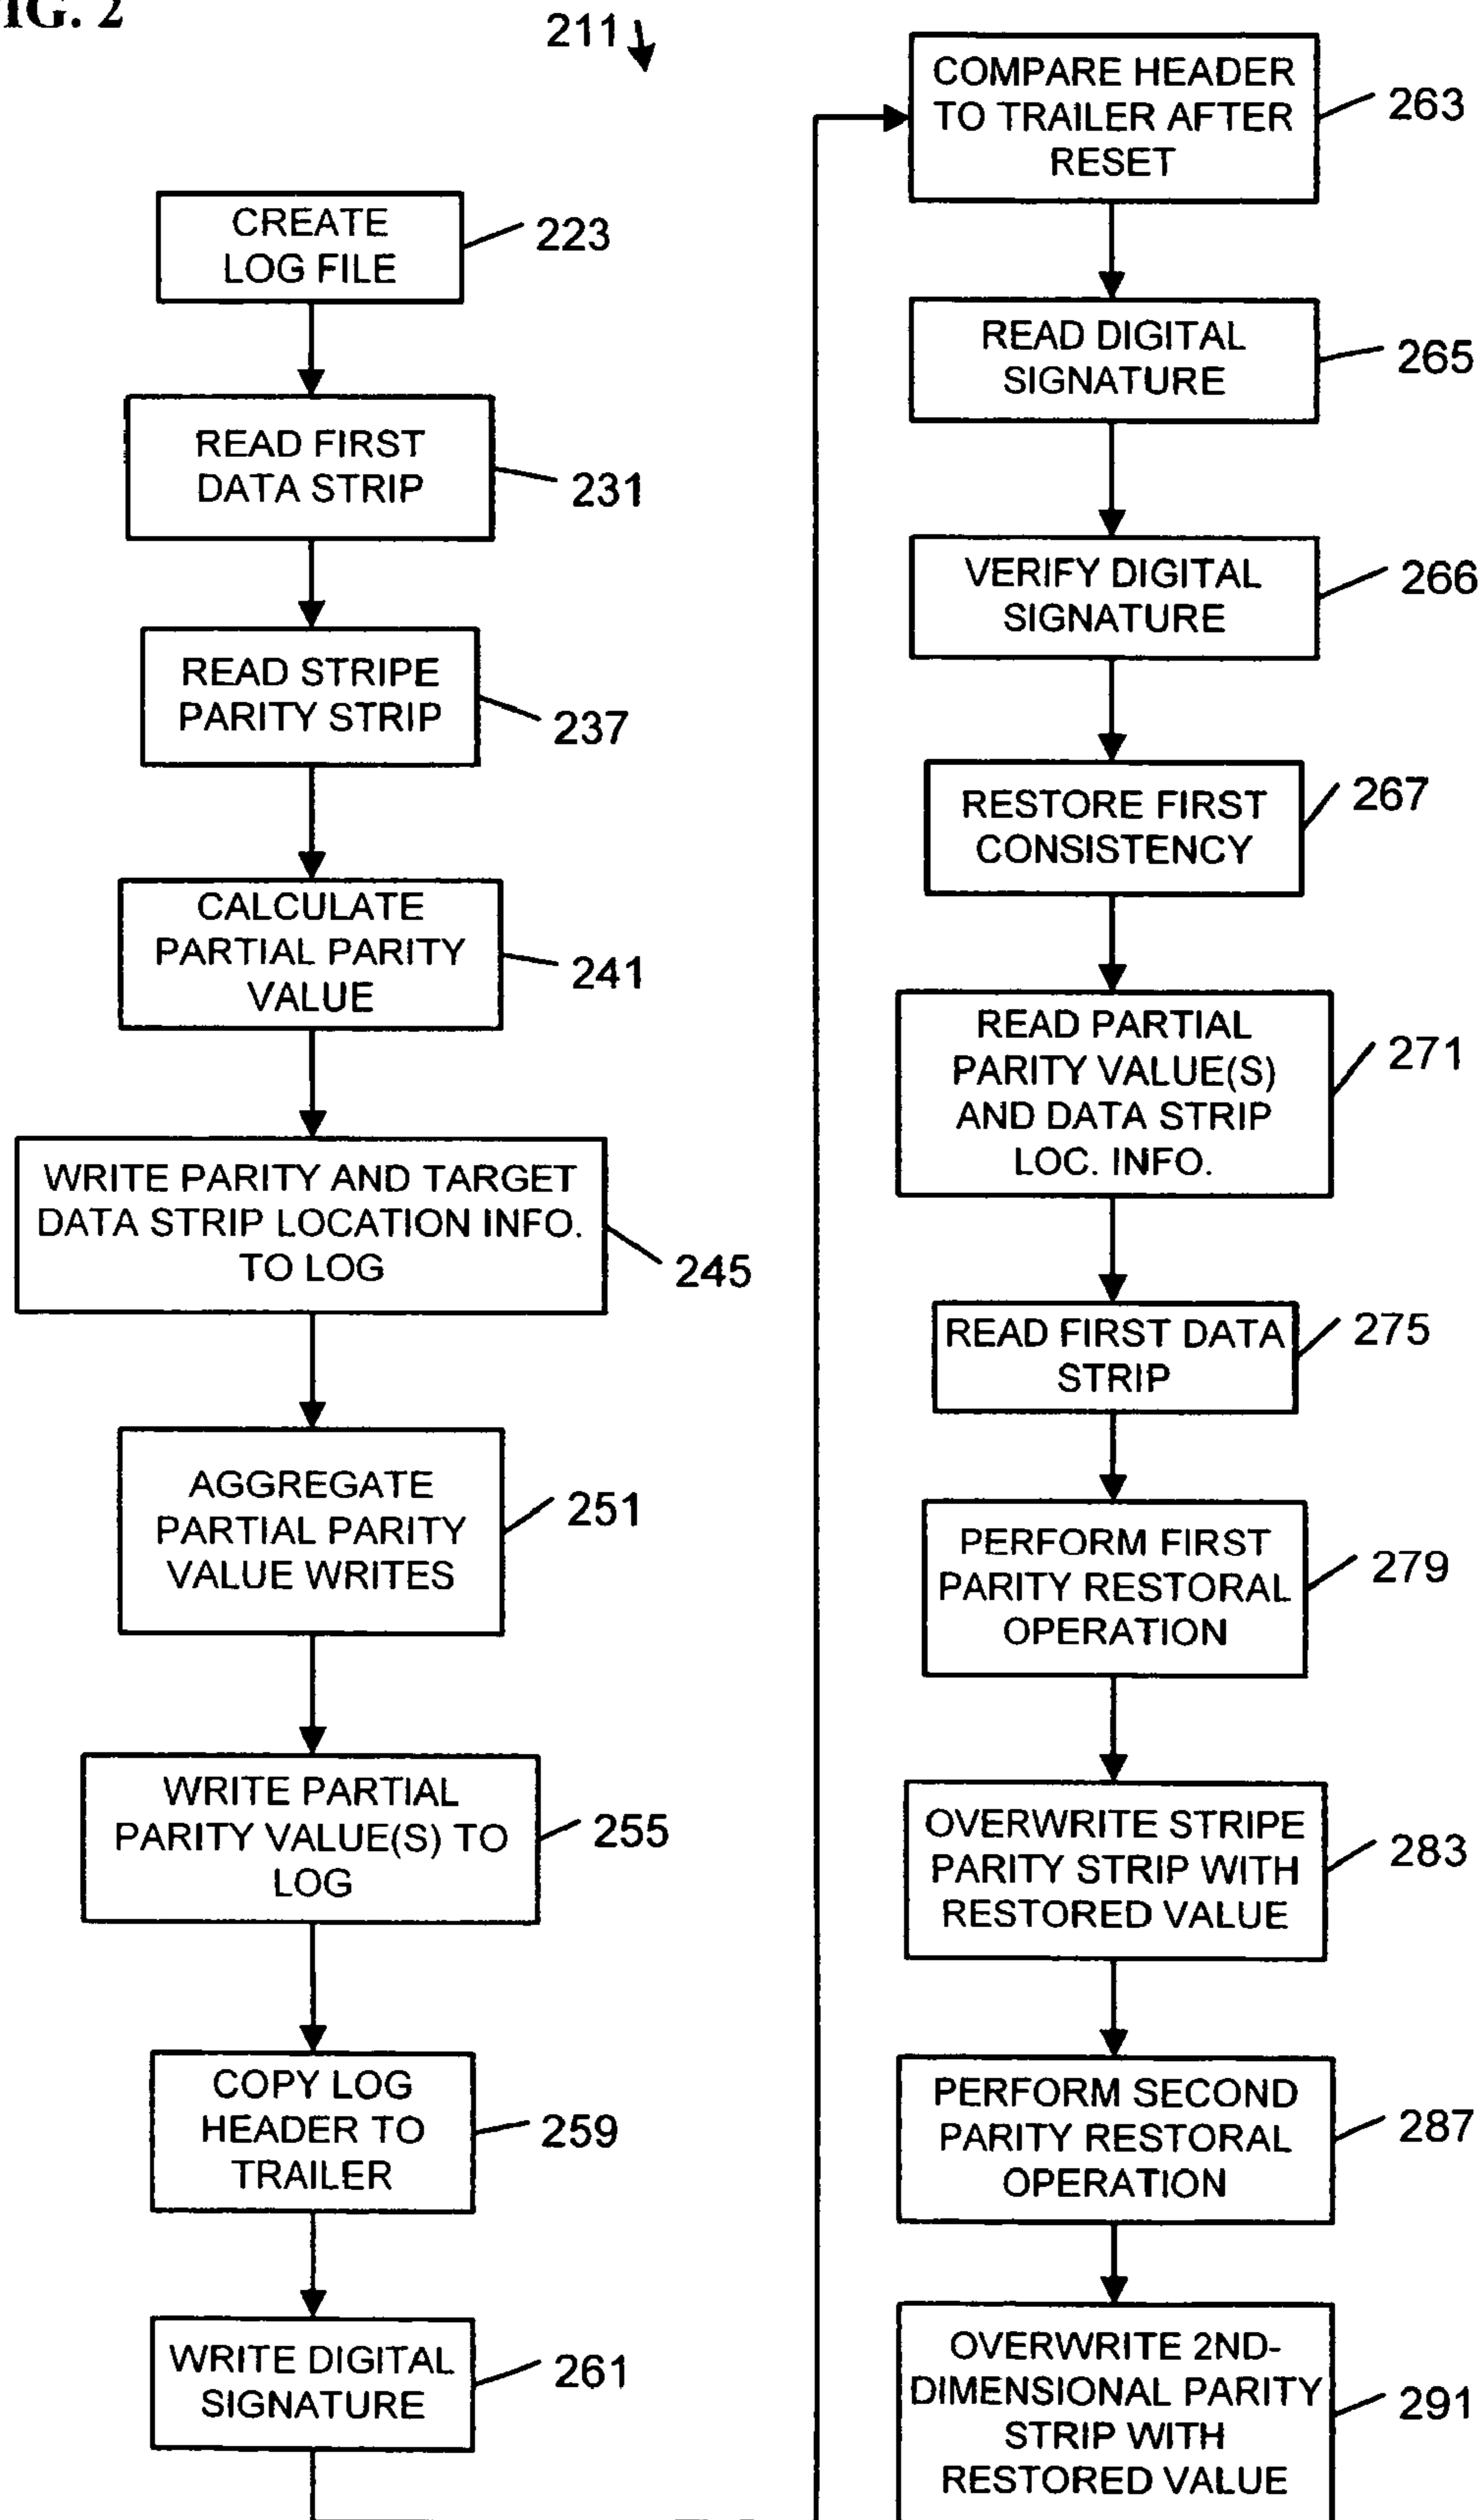 IG. 2
211
CREATE
LOG FILE
223
READ FIRST
DATA STRIP
231
READ STRIPE
PARITY STRIP
237
CALCULATE
PARTIAL PARITY
VALUE
241
WRITE PARITY AND TARGET
DATA STRIP LOCATION INFO.
TO LOG
245
AGGREGATE
PARTIAL PARITY
VALUE WRITES
251
WRITE PARTIAL
PARITY VALUE(S) TO
LOG
255
COPY LOG
HEADER TO
TRAILER
259
WRITE DIGITAL
SIGNATURE
261
COMPARE HEADER
TO TRAILER AFTER
RESET
263
READ DIGITAL
SIGNATURE
265
VERIFY DIGITAL
SIGNATURE
266
RESTORE FIRST
CONSISTENCY
267
READ PARTIAL
PARITY VALUE(S)
AND DATA STRIP
LOC. INFO.
271
READ FIRST DATA
STRIP
275
PERFORM FIRST
PARITY RESTORAL
OPERATION
279
OVERWRITE STRIPE
PARITY STRIP WITH
RESTORED VALUE
283
PERFORM SECOND
PARITY RESTORAL
OPERATION
287
OVERWRITE 2ND-
DIMENSIONAL PARITY
STRIP WITH
RESTORED VALUE
291